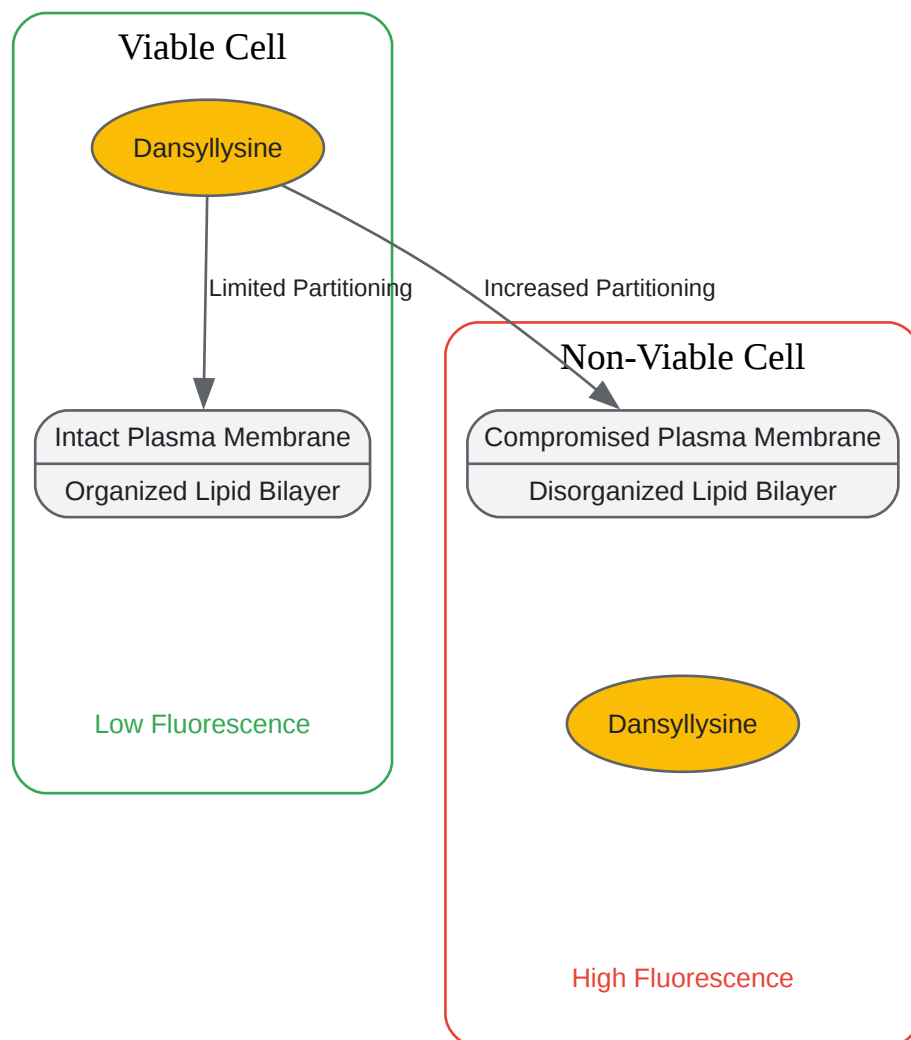 Viable Cell
Dansyllysine
Limited Partitioning
Increased Partitioning
Non-Viable Cell
Intact Plasma Membrane
Organized Lipid Bilayer
Compromised Plasma Membrane
Disorganized Lipid Bilayer
Low Fluorescence
Dansyllysine
High Fluorescence